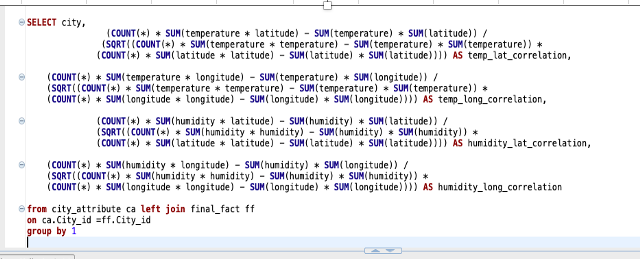 SELECT city,
(COUNT(*) * SUM(temperature * latitude) - SUM(temperature) * SUM(latitude)) /
(SQRT((COUNT(*) * SUM(temperature * temperature) - SUM(temperature) * SUM(temperature)) *
(COUNT(*) * SUM(latitude * latitude) - SUM(latitude) * SUM(latitude)))) AS temp_lat_correlation,
(COUNT(*) * SUM(temperature * longitude) - SUM(temperature) * SUM(longitude)) /
(SQRT((COUNT(*) * SUM(temperature * temperature) - SUM(temperature) * SUM(temperature)) *
(COUNT(*) * SUM(longitude * longitude) - SUM(longitude) * SUM(longitude)))) AS temp_long_correlation,
(COUNT(*) * SUM(humidity * latitude) - SUM(humidity) * SUM(latitude)) /
(SQRT((COUNT(*) * SUM(humidity * humidity) - SUM(humidity) * SUM(humidity)) *
(COUNT(*) * SUM(latitude * latitude) - SUM(latitude) * SUM(latitude)))) AS humidity_lat_correlation,
(COUNT(*) * SUM(humidity * longitude) - SUM(humidity) * SUM(longitude)) /
(SQRT((COUNT(*) * SUM(humidity * humidity) - SUM(humidity) * SUM(humidity)) *
(COUNT(*) * SUM(longitude * longitude) - SUM(longitude) * SUM(longitude)))) AS humidity_long_correlation
from city_attribute ca left join final_fact ff
on ca.City_id =ff.City_id
group by 1